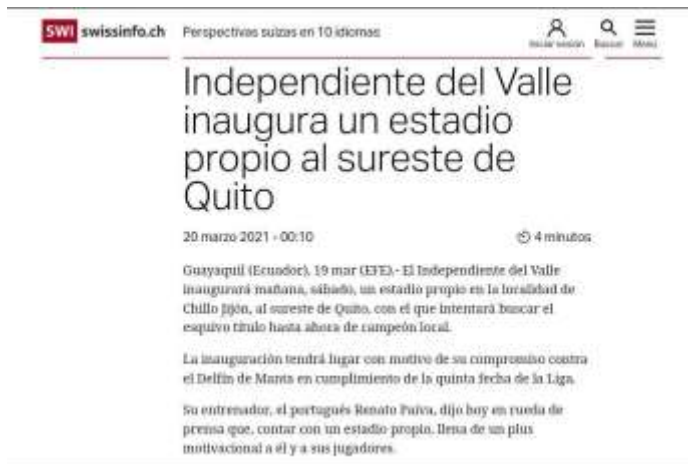 SWI swissinfo.ch Perspectivas suizas en 10 idiomas
Iniciar sesión Buscar Menú
Independiente del Valle
inaugura un estadio
propio al sureste de
Quito
20 marzo 2021 - 00:10 4 minutos
Guayaquil (Ecuador), 19 mar (EFE).- El Independiente del Valle
inaugurará mañana, sábado, un estadio propio en la localidad de
Chillo Jijón, al sureste de Quito, con el que intentará buscar el
esquivo título hasta ahora de campeón local.
La inauguración tendrá lugar con motivo de su compromiso contra
el Delfín de Manta en cumplimiento de la quinta fecha de la Liga.
Su entrenador, el portugués Renato Paiva, dijo hoy en rueda de
prensa que, contar con un estadio propio, llena de un plus
motivacional a él y a sus jugadores.